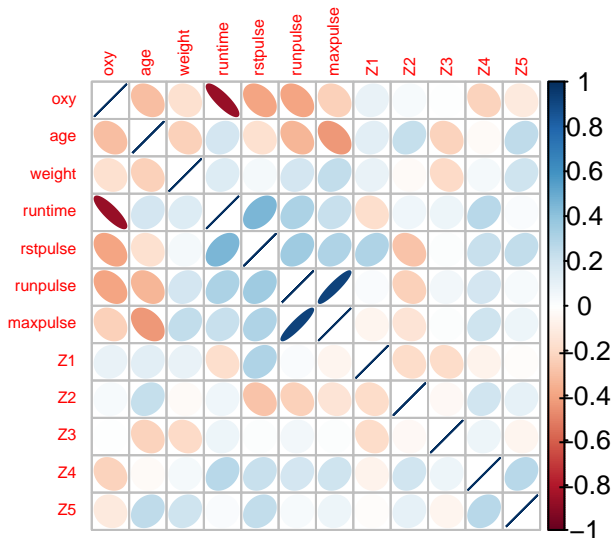 oxy age weight runtime rstpulse runpulse maxpulse Z1 Z2 Z3 Z4 Z5
oxy
age
weight
runtime
rstpulse
runpulse
maxpulse
Z1
Z2
Z3
Z4
Z5
1
0.8
0.6
0.4
0.2
0
-0.2
-0.4
-0.6
-0.8
-1